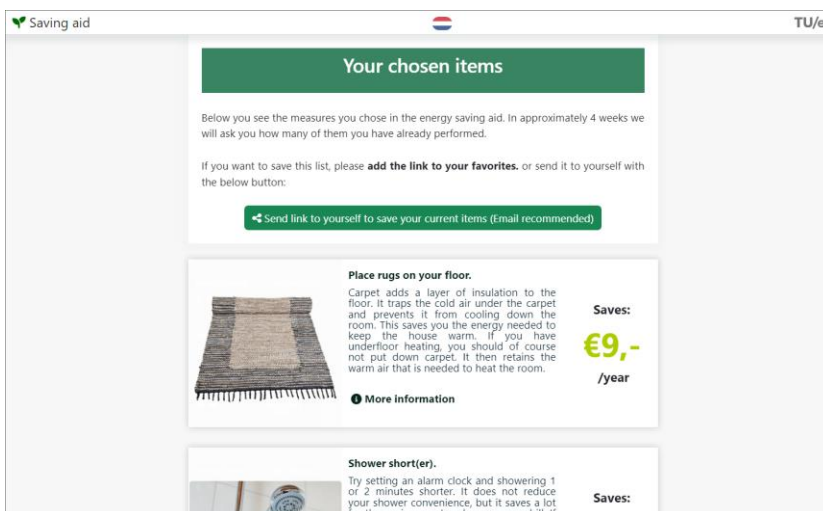 Saving aid
TU/e
Your chosen items
Below you see the measures you chose in the energy saving aid. In approximately 4 weeks we
will ask you how many of them you have already performed.
If you want to save this list, please add the link to your favorites. or send it to yourself with
the below button:
Send link to yourself to save your current items (Email recommended)
Place rugs on your floor.
Carpet adds a layer of insulation to the
floor. It traps the cold air under the carpet
and prevents it from cooling down the
room. This saves you the energy needed to
keep the house warm. If you have
underfloor heating, you should of course
not put down carpet. It then retains the
warm air that is needed to heat the room.
More information
Saves:
€9,-
/year
Shower short(er).
Try setting an alarm clock and showering 1
or 2 minutes shorter. It does not reduce
your shower convenience, but it saves a lot
Saves: